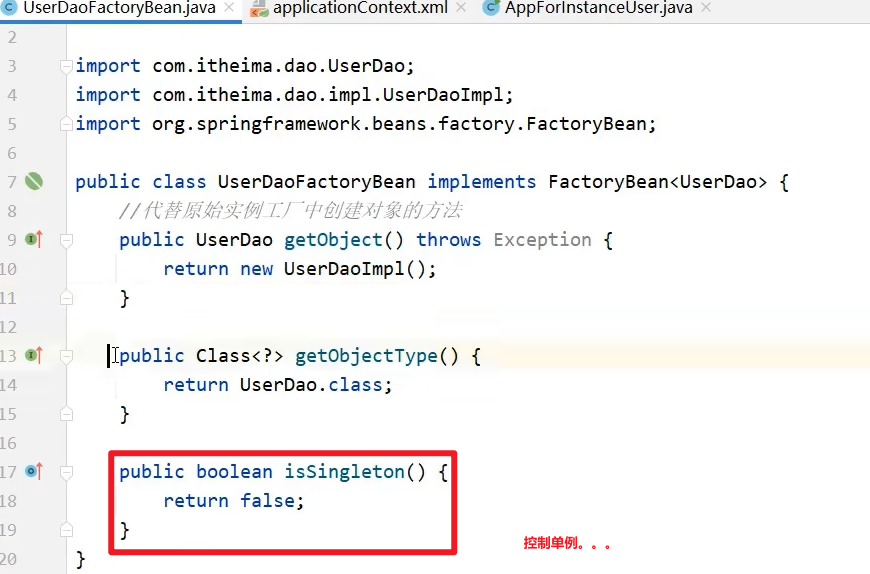 UserDaoFactoryBean.java × applicationContext.xml × AppForInstanceUser.java ×
2
3 import com.itheima.dao.UserDao;
4 import com.itheima.dao.impl.UserDaoImpl;
5 import org.springframework.beans.factory.FactoryBean;
6
7 public class UserDaoFactoryBean implements FactoryBean<UserDao> {
8 //代替原始实例工厂中创建对象的方法
9 public UserDao getObject() throws Exception {
10 return new UserDaoImpl();
11 }
12
13 public Class<?> getObjectType() {
14 return UserDao.class;
15 }
16
17 public boolean isSingleton() {
18 return false;
19 }
控制单例。。。
20 }